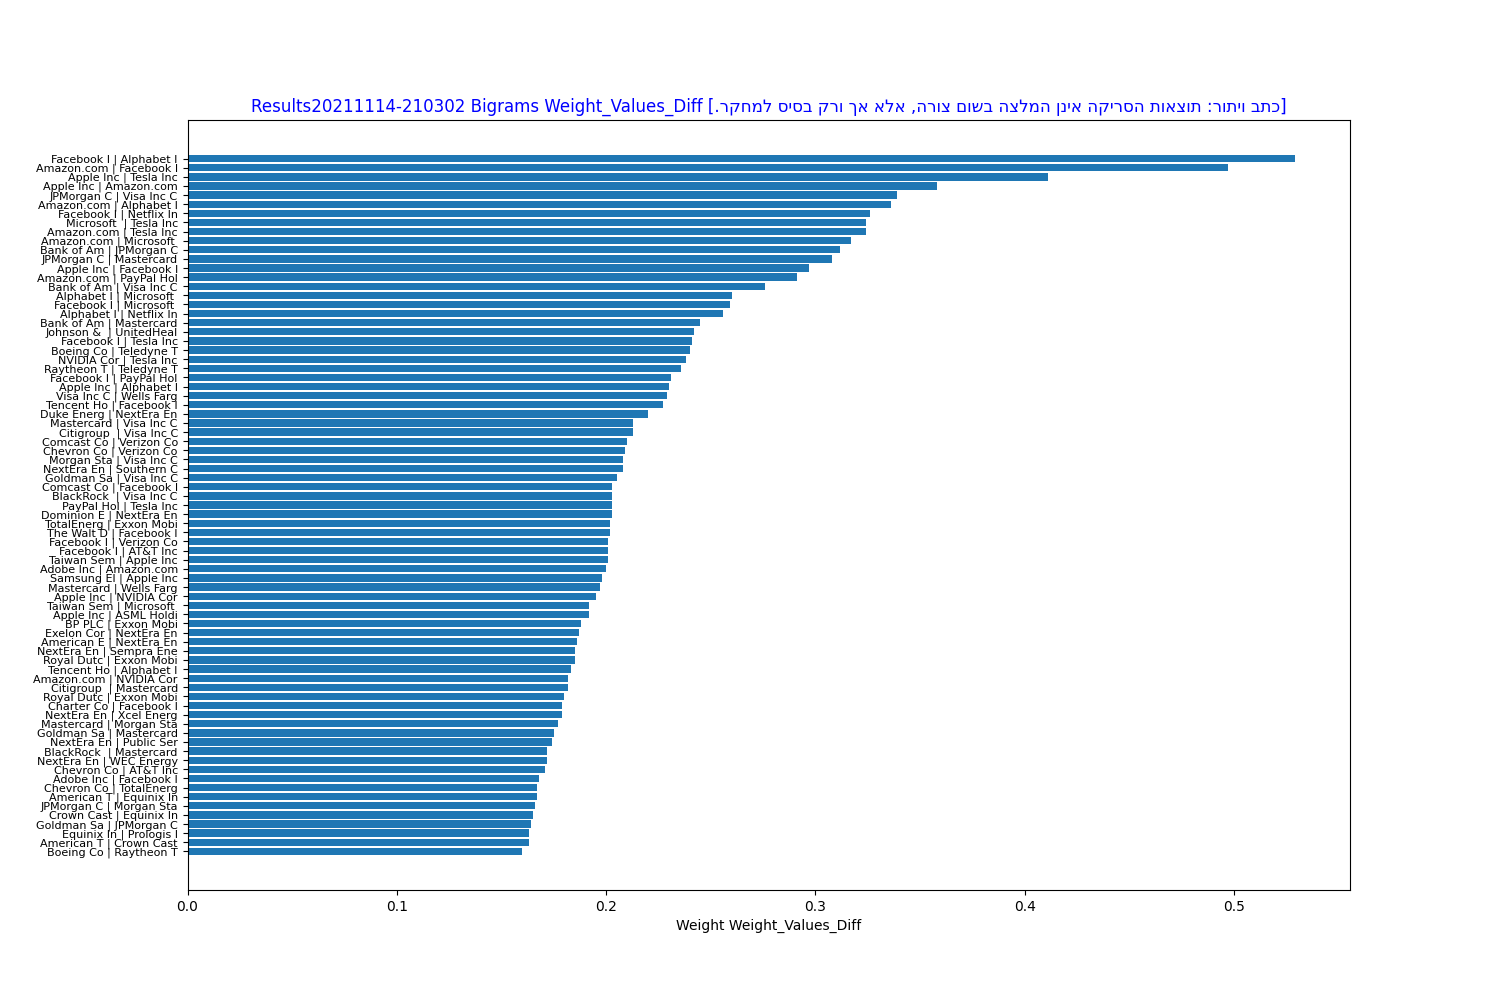 Results20211114-210302 Bigrams Weight_Values_Diff [כתב ויתור: תוצאות הסריקה אינן המלצה בשום צורה, אלא אך ורק בסיס למחקר.]
Facebook I | Alphabet I
Amazon.com | Facebook I
Apple Inc | Tesla Inc
Apple Inc | Amazon.com
JPMorgan C | Visa Inc C
Amazon.com | Alphabet I
Facebook I | Netflix In
Microsoft | Tesla Inc
Amazon.com | Tesla Inc
Amazon.com | Microsoft
Bank of Am | JPMorgan C
JPMorgan C | Mastercard
Apple Inc | Facebook I
Amazon.com | PayPal Hol
Bank of Am | Visa Inc C
Alphabet I | Microsoft
Facebook I | Microsoft
Alphabet I | Netflix In
Bank of Am | Mastercard
Johnson & | UnitedHeal
Facebook I | Tesla Inc
Boeing Co | Teledyne T
NVIDIA Cor | Tesla Inc
Raytheon T | Teledyne T
Facebook I | PayPal Hol
Apple Inc | Alphabet I
Visa Inc C | Wells Farg
Tencent Ho | Facebook I
Duke Energ | NextEra En
Mastercard | Visa Inc C
Citigroup | Visa Inc C
Comcast Co | Verizon Co
Chevron Co | Verizon Co
Morgan Sta | Visa Inc C
NextEra En | Southern C
Goldman Sa | Visa Inc C
Comcast Co | Facebook I
BlackRock | Visa Inc C
PayPal Hol | Tesla Inc
Dominion E | NextEra En
TotalEnerg | Exxon Mobi
The Walt D | Facebook I
Facebook I | Verizon Co
Facebook I | AT&T Inc
Taiwan Sem | Apple Inc
Adobe Inc | Amazon.com
Samsung El | Apple Inc
Mastercard | Wells Farg
Apple Inc | NVIDIA Cor
Taiwan Sem | Microsoft
Apple Inc | ASML Holdi
BP PLC | Exxon Mobi
Exelon Cor | NextEra En
American E | NextEra En
NextEra En | Sempra Ene
Royal Dutc | Exxon Mobi
Tencent Ho | Alphabet I
Amazon.com | NVIDIA Cor
Citigroup | Mastercard
Royal Dutc | Exxon Mobi
Charter Co | Facebook I
NextEra En | Xcel Energ
Mastercard | Morgan Sta
Goldman Sa | Mastercard
NextEra En | Public Ser
BlackRock | Mastercard
NextEra En | WEC Energy
Chevron Co | AT&T Inc
Adobe Inc | Facebook I
Chevron Co | TotalEnerg
American T | Equinix In
JPMorgan C | Morgan Sta
Crown Cast | Equinix In
Goldman Sa | JPMorgan C
Equinix In | Prologis I
American T | Crown Cast
Boeing Co | Raytheon T
0.0 0.1 0.2 0.3 0.4 0.5
Weight Weight_Values_Diff